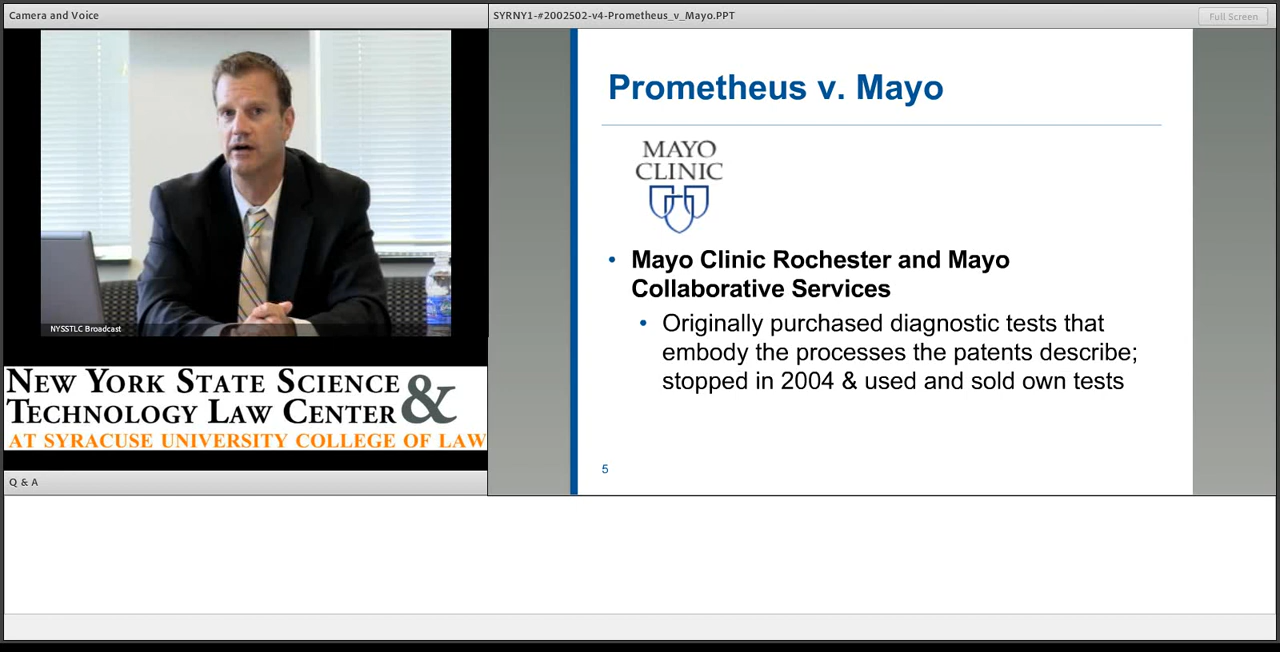 Camera and Voice
NYSSTLC Broadcast
NEW YORK STATE SCIENCE
& TECHNOLOGY LAW CENTER
AT SYRACUSE UNIVERSITY COLLEGE OF LAW
Q & A
SYRNY1-#2002502-v4-Prometheus_v_Mayo.PPT
Full Screen
Prometheus v. Mayo
MAYO
CLINIC
• Mayo Clinic Rochester and Mayo
Collaborative Services
• Originally purchased diagnostic tests that
embody the processes the patents describe;
stopped in 2004 & used and sold own tests
5